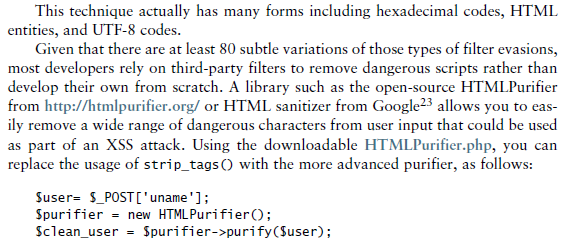 This technique actually has many forms including hexadecimal codes, HTML
entities, and UTF-8 codes.
Given that there are at least 80 subtle variations of those types of filter evasions,
most developers rely on third-party filters to remove dangerous scripts rather than
develop their own from scratch. A library such as the open-source HTMLPurifier
from http://htmlpurifier.org/ or HTML sanitizer from Google23 allows you to eas-
ily remove a wide range of dangerous characters from user input that could be used
as part of an XSS attack. Using the downloadable HTMLPurifier.php, you can
replace the usage of strip_tags() with the more advanced purifier, as follows:
$user= $_POST['uname'];
$purifier = new HTMLPurifier();
$clean_user = $purifier->purify($user);